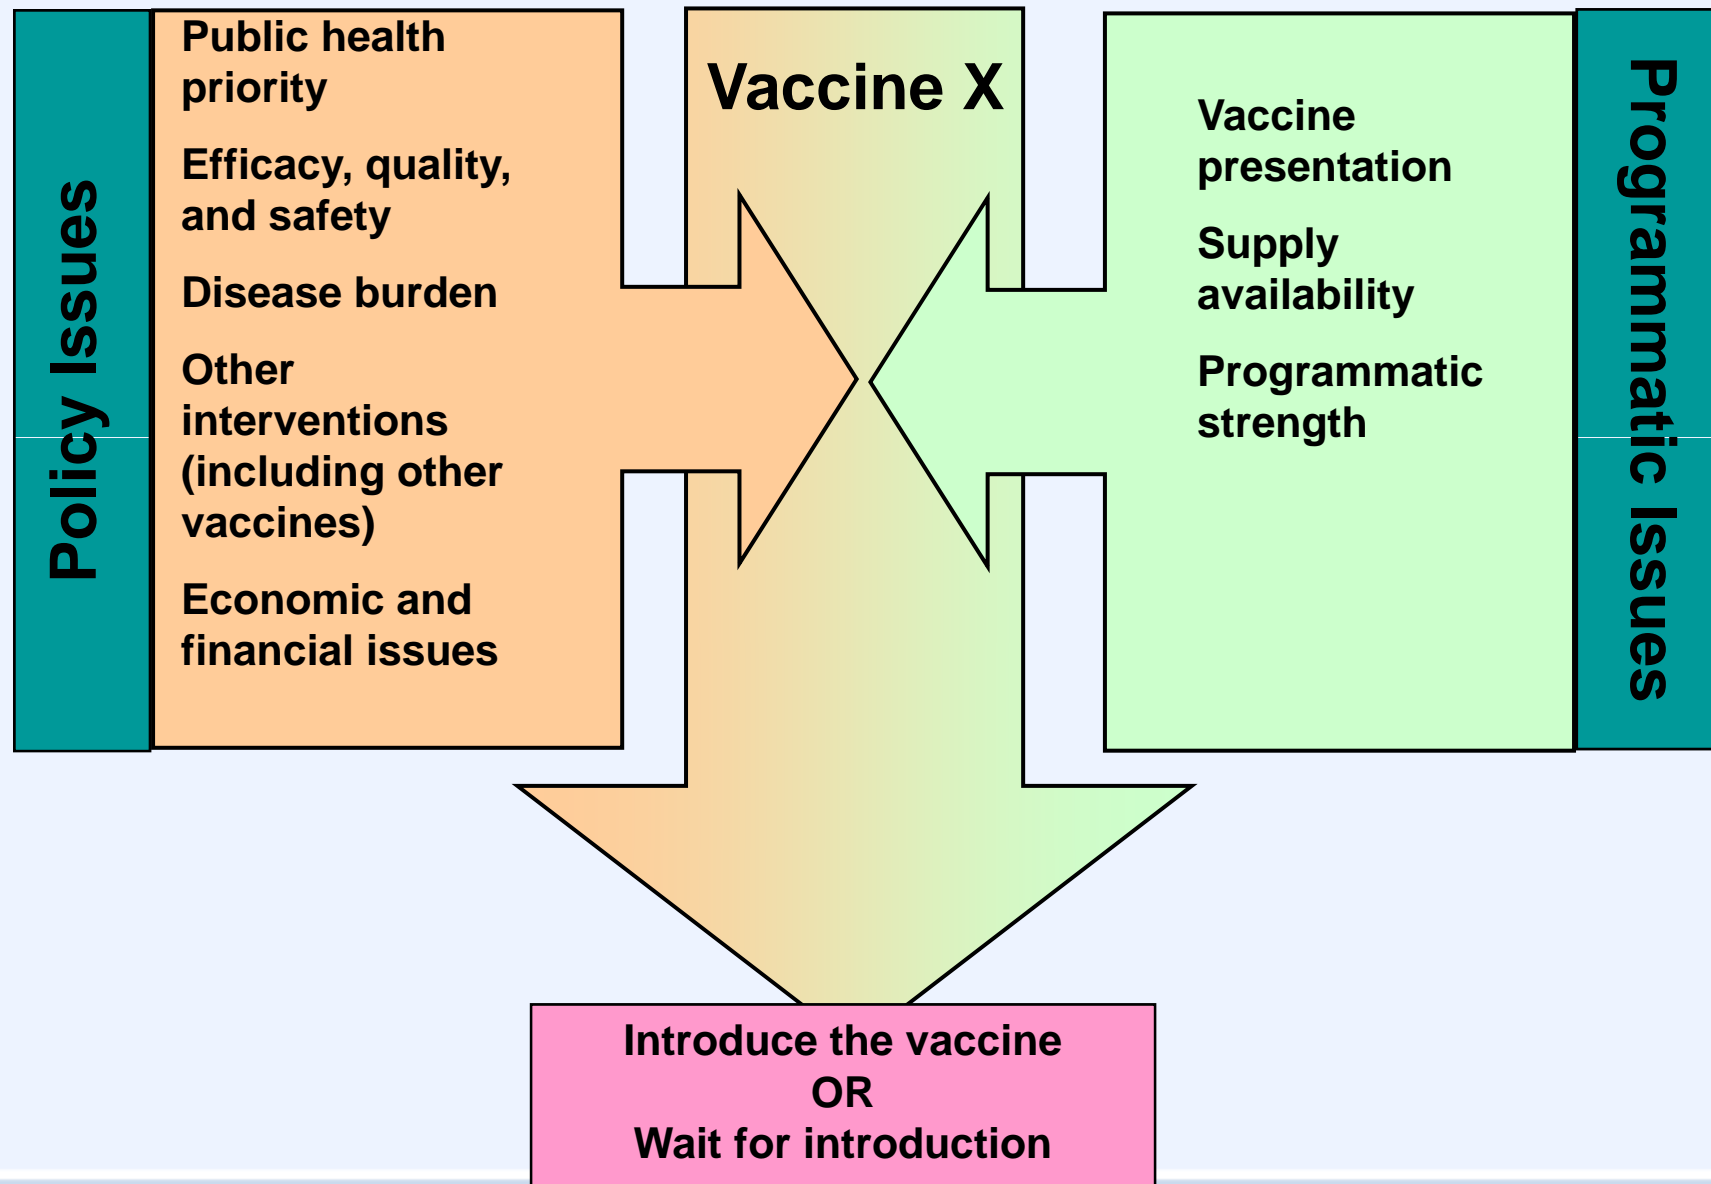 Policy Issues
Public health
priority
Efficacy, quality,
and safety
Disease burden
Other
interventions
(including other
vaccines)
Economic and
financial issues
Vaccine X
Vaccine
presentation
Supply
availability
Programmatic
strength
Programmatic Issues
Introduce the vaccine
OR
Wait for introduction